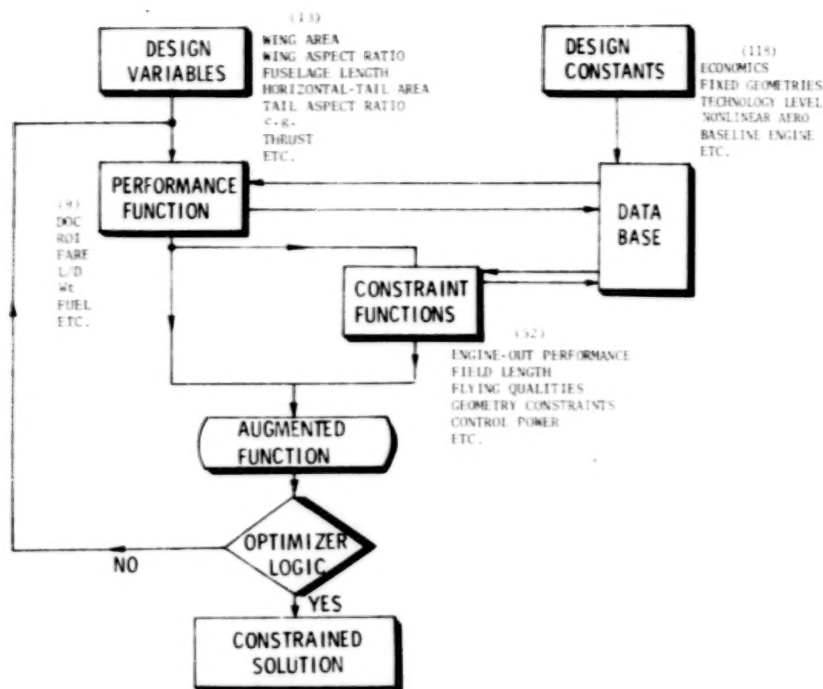 (13)
DESIGN
VARIABLES
WING AREA
WING ASPECT RATIO
FUSELAGE LENGTH
HORIZONTAL-TAIL AREA
TAIL ASPECT RATIO
c.g.
THRUST
ETC.
DESIGN
CONSTANTS
(118)
ECONOMICS
FIXED GEOMETRIES
TECHNOLOGY LEVEL
NONLINEAR AERO
BASELINE ENGINE
ETC.
PERFORMANCE
FUNCTION
(9)
DOC
ROI
FARE
L/D
Wt
FUEL
ETC.
DATA
BASE
CONSTRAINT
FUNCTIONS
(52)
ENGINE-OUT PERFORMANCE
FIELD LENGTH
FLYING QUALITIES
GEOMETRY CONSTRAINTS
CONTROL POWER
ETC.
AUGMENTED
FUNCTION
OPTIMIZER
LOGIC
NO
YES
CONSTRAINED
SOLUTION